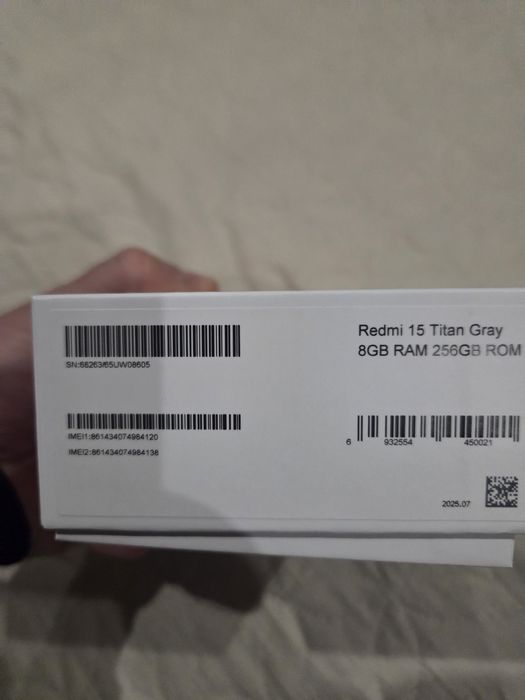 SN:68263/65UW08605
IMEI1:861434074984120
IMEI2:861434074984138
Redmi 15 Titan Gray
8GB RAM 256GB ROM
6 932554 450021
2025.07